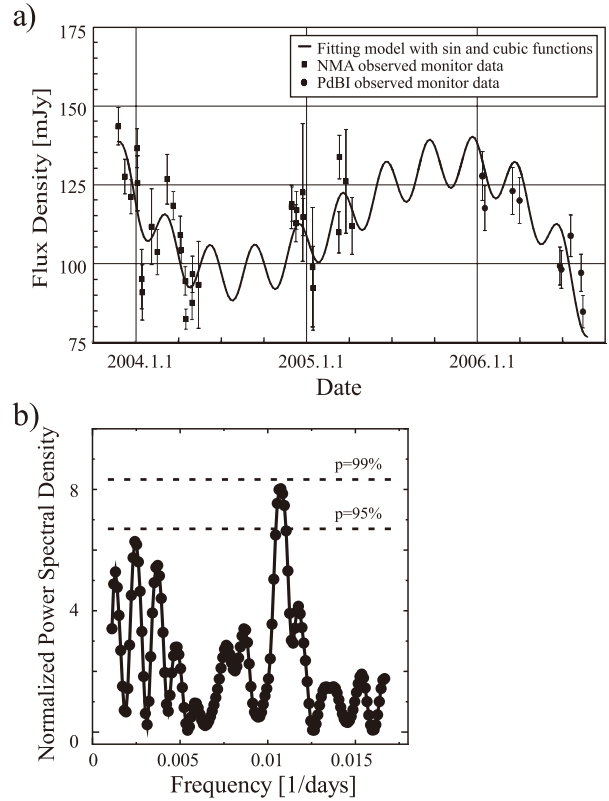 a)
175
150
125
100
75
Flux Density [mJy]
Fitting model with sin and cubic functions
NMA observed monitor data
PdBI observed monitor data
2004.1.1
2005.1.1
2006.1.1
Date
b)
Normalized Power Spectral Density
8
4
0
p=99%
p=95%
0
0.005
0.01
0.015
Frequency [1/days]